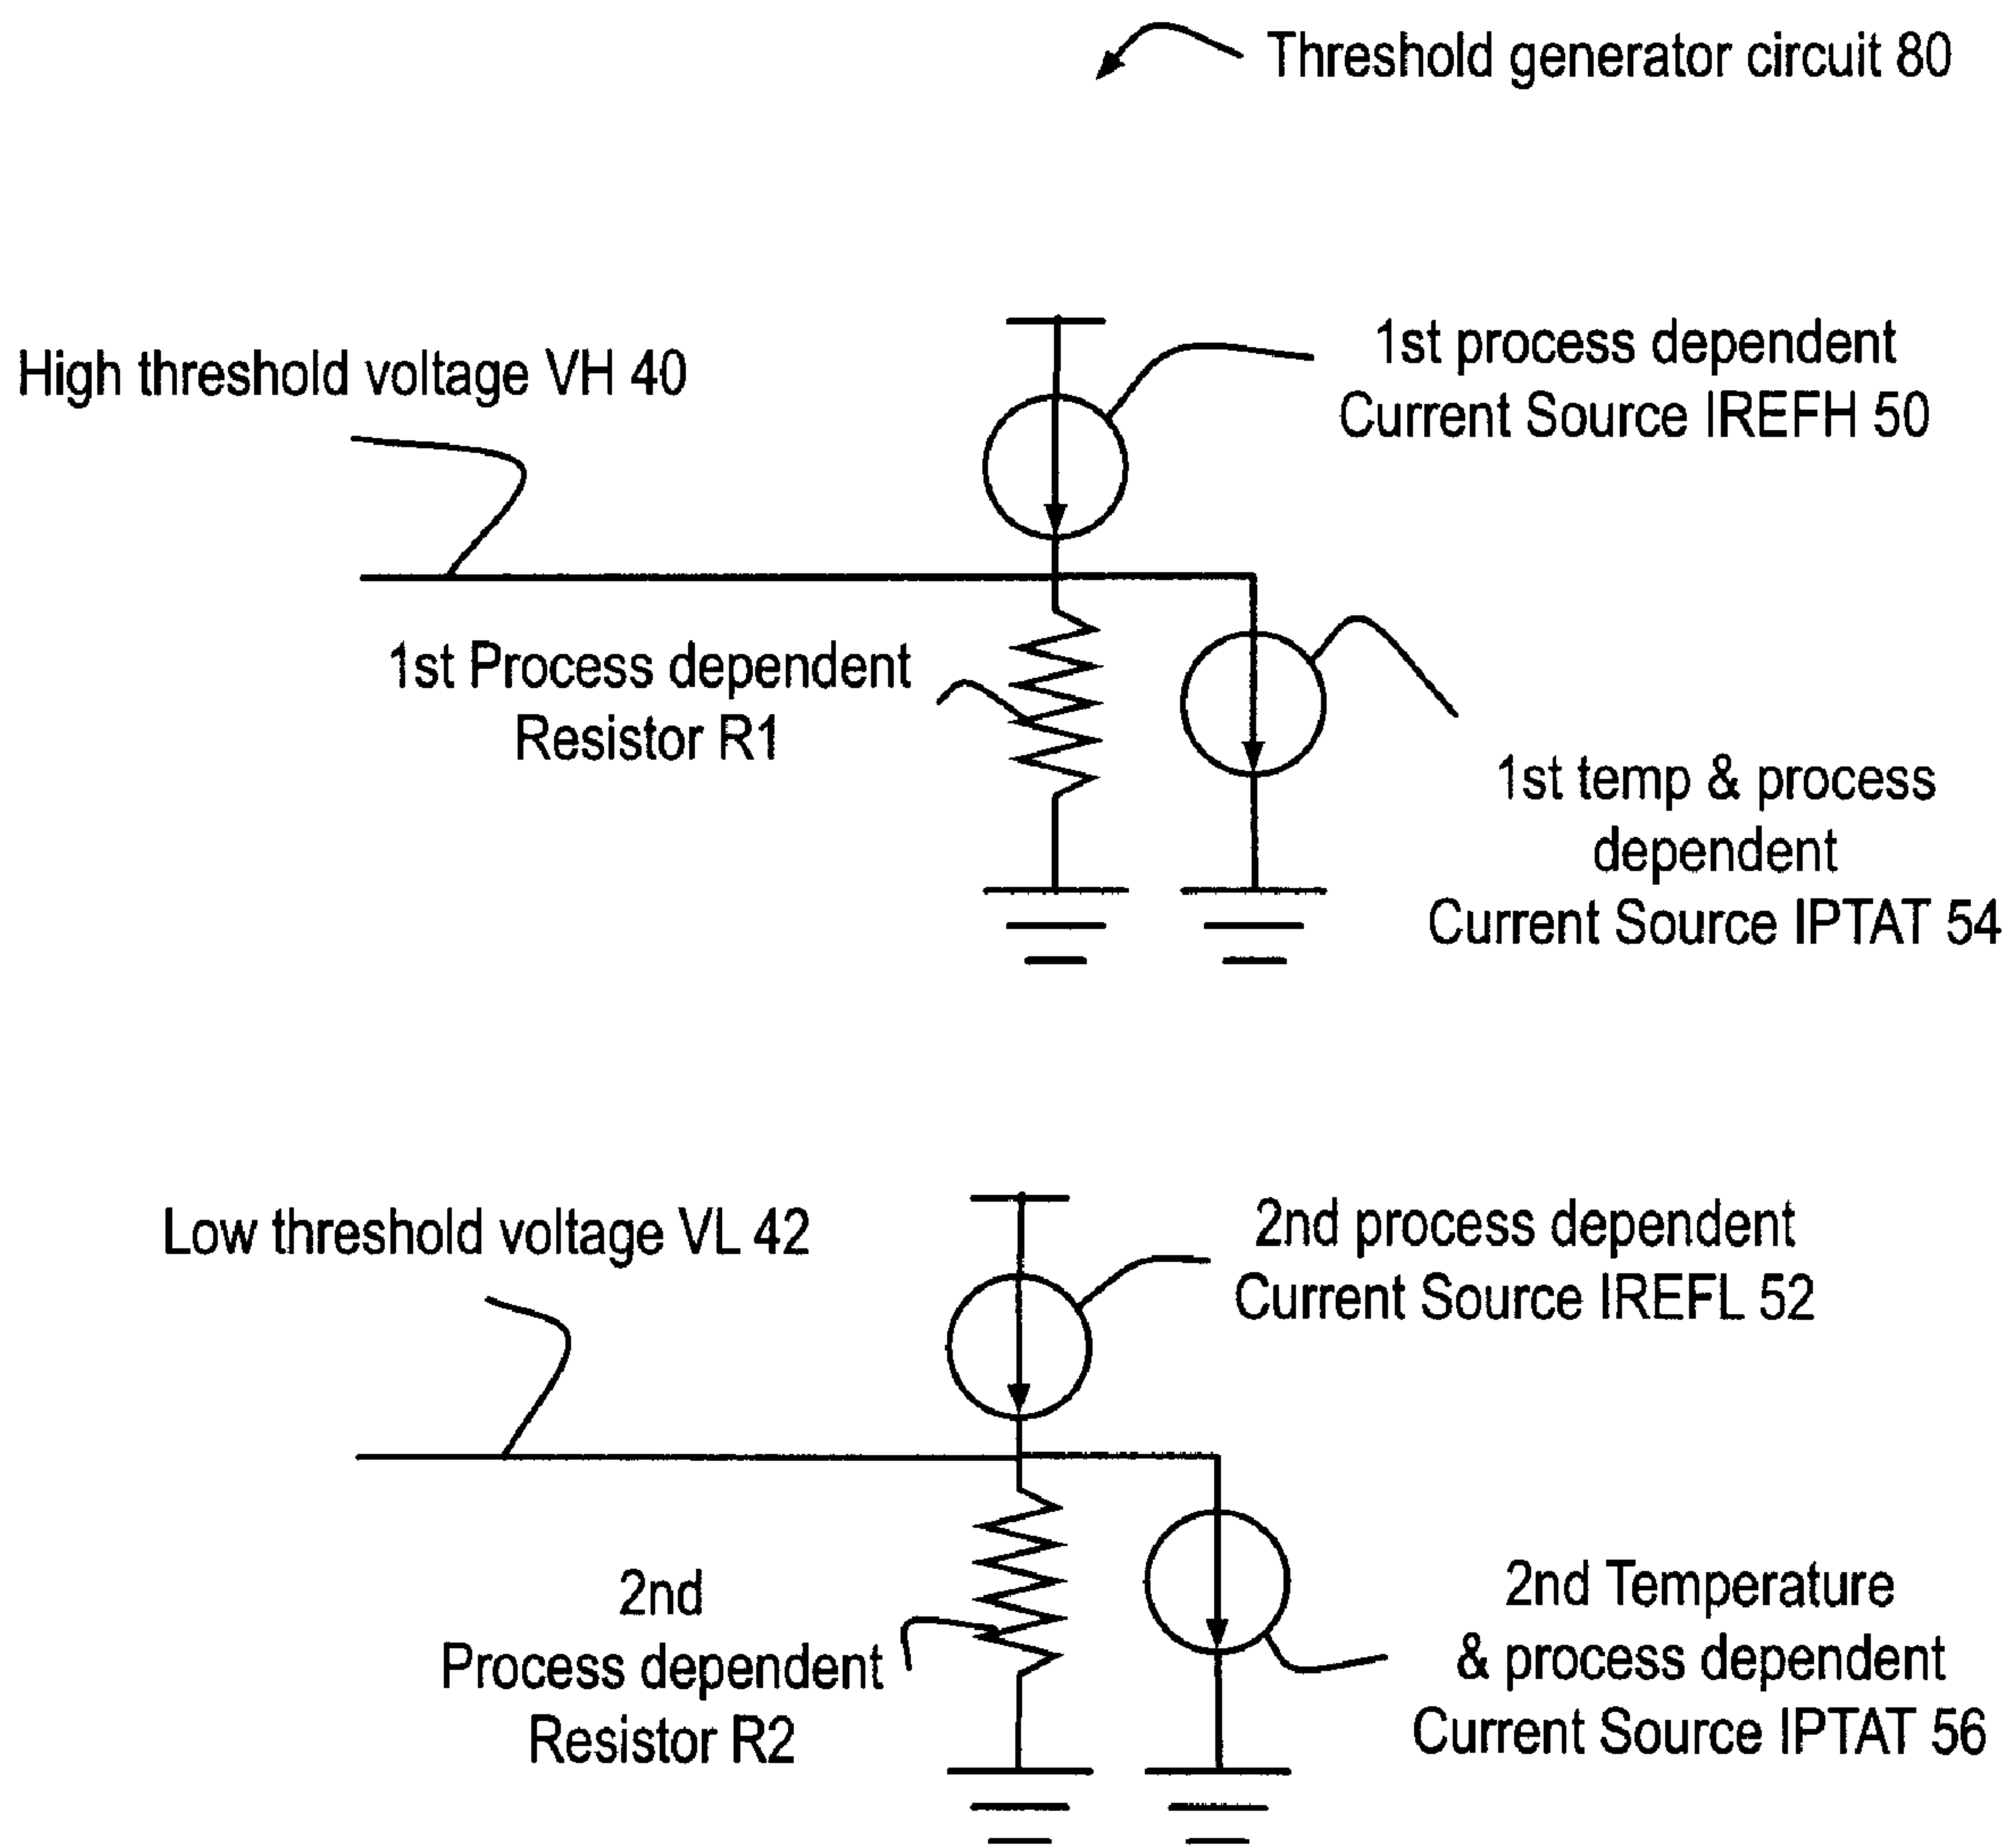 Threshold generator circuit 80
High threshold voltage VH 40
1st process dependent
Current Source IREFH 50
1st Process dependent
Resistor R1
1st temp & process
dependent
Current Source IPTAT 54
Low threshold voltage VL 42
2nd process dependent
Current Source IREFL 52
2nd
Process dependent
Resistor R2
2nd Temperature
& process dependent
Current Source IPTAT 56